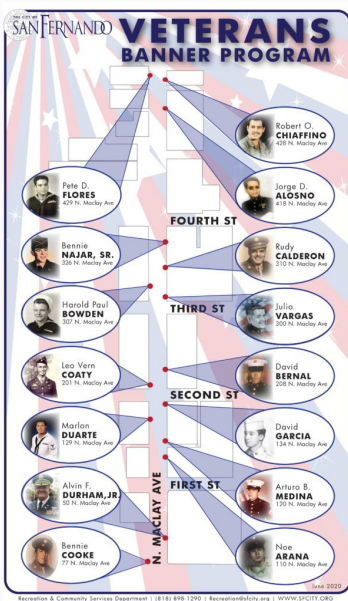 THE CITY OF
SAN FERNANDO
VETERANS
BANNER PROGRAM
Robert O.
CHIAFFINO
428 N. Maclay Ave
Pete D.
FLORES
429 N. Maclay Ave
Jorge D.
ALOSNO
418 N. Maclay Ave
FOURTH ST
Bennie
NAJAR, SR.
326 N. Maclay Ave
Rudy
CALDERON
310 N. Maclay Ave
Harold Paul
BOWDEN
307 N. Maclay Ave
THIRD ST
Julio
VARGAS
300 N. Maclay Ave
Leo Vern
COATY
201 N. Maclay Ave
David
BERNAL
208 N. Maclay Ave
SECOND ST
Marlon
DUARTE
129 N. Maclay Ave
David
GARCIA
134 N. Maclay Ave
Alvin F.
DURHAM, JR.
50 N. Maclay Ave
FIRST ST
Arturo B.
MEDINA
120 N. Maclay Ave
N. MACLAY AVE
Bennie
COOKE
77 N. Maclay Ave
Noe
ARANA
110 N. Maclay Ave
June 2020
Recreation & Community Services Department | (818) 898-1290 | Recreation@sfcity.org | WWW.SFCITY.ORG